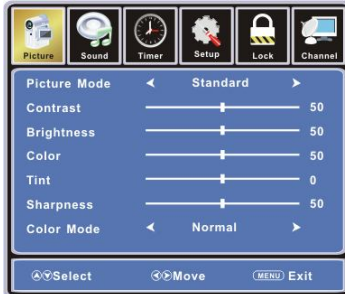 Picture Sound Timer Setup Lock Channel
Picture Mode Standard
Contrast 50
Brightness 50
Color 50
Tint 0
Sharpness 50
Color Mode Normal
Select Move MENU Exit